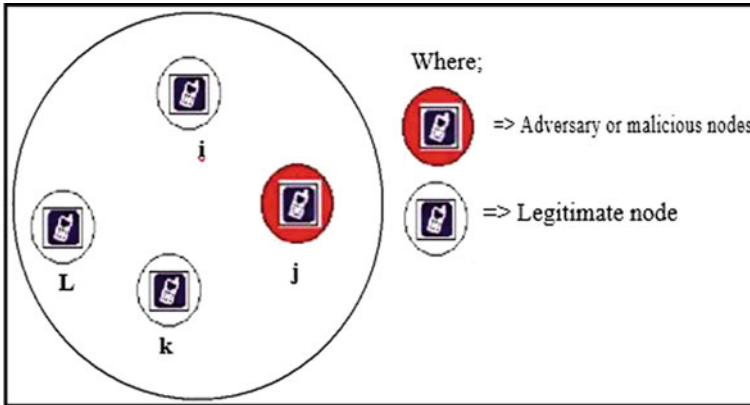 Where;
i
=> Adversary or malicious nodes
=> Legitimate node
L
j
k